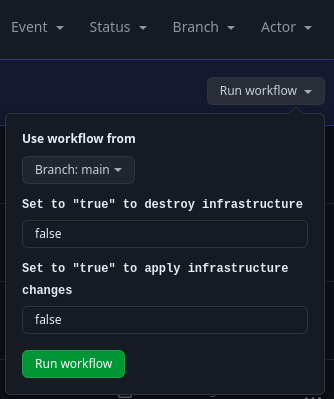 Event Status Branch Actor
Run workflow
Use workflow from
Branch: main
Set to "true" to destroy infrastructure
false
Set to "true" to apply infrastructure
changes
false
Run workflow